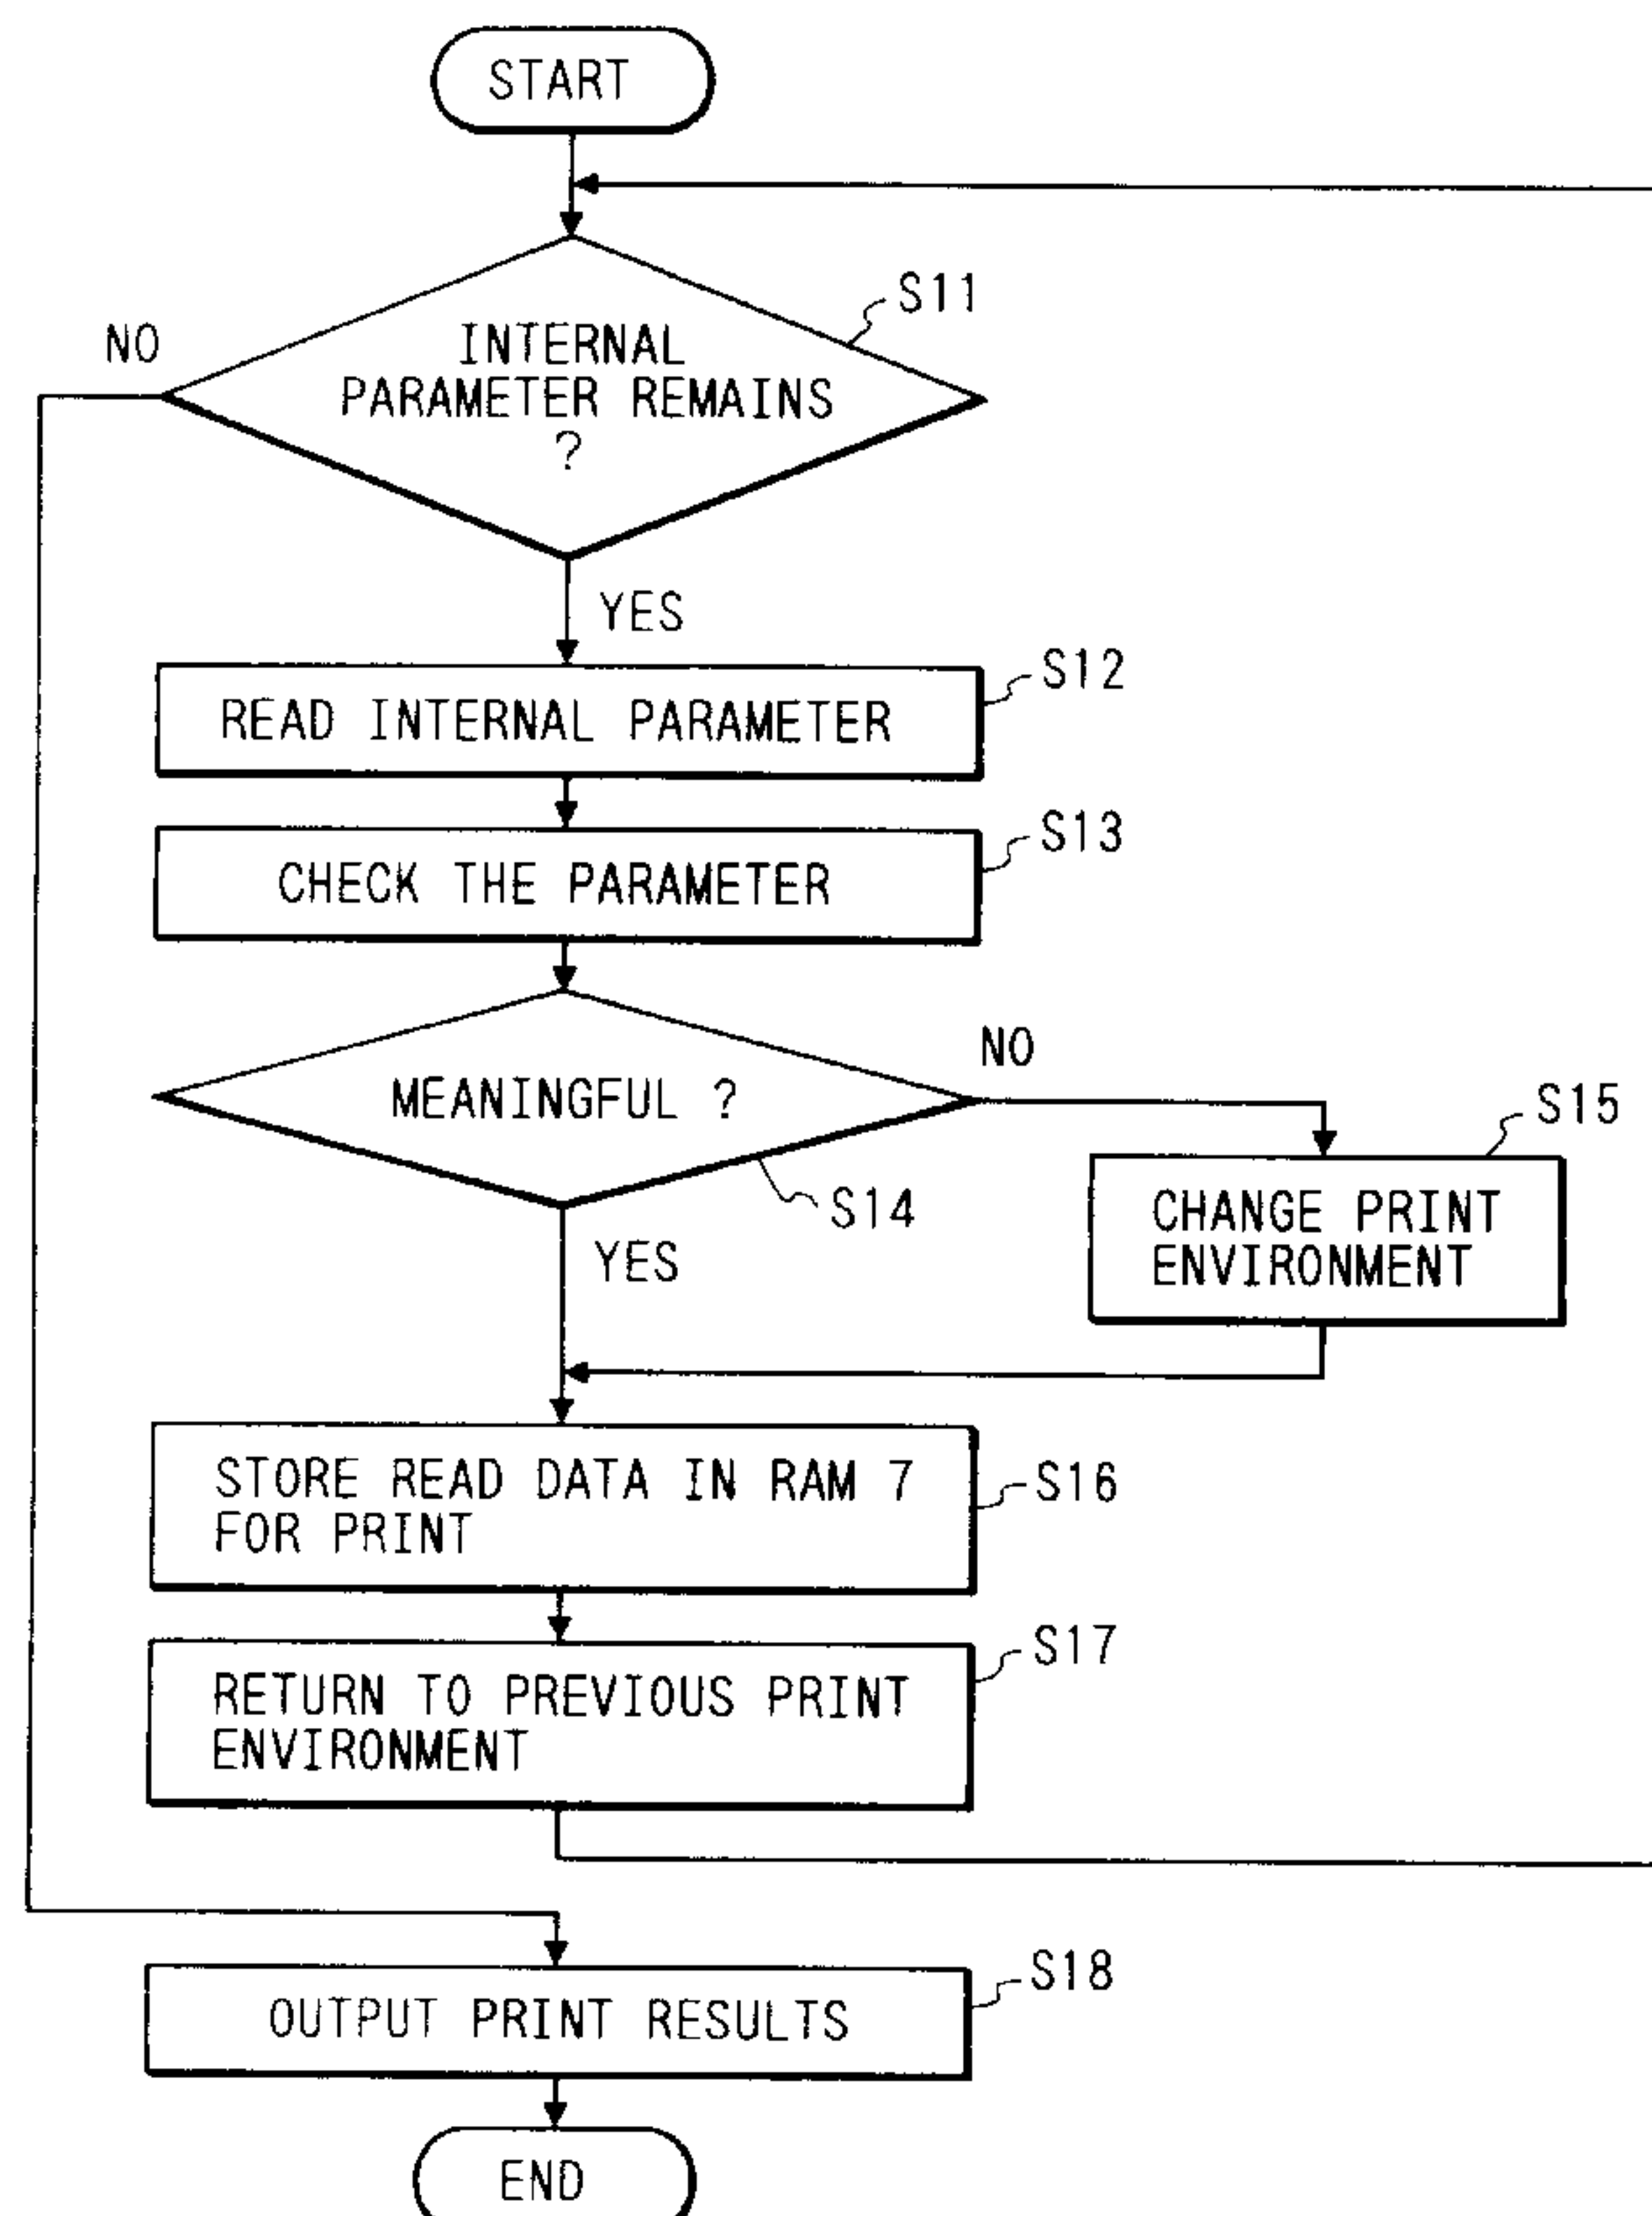 START
S11
NO
INTERNAL
PARAMETER REMAINS
?
YES
S12
READ INTERNAL PARAMETER
S13
CHECK THE PARAMETER
NO
MEANINGFUL ?
S15
S14
CHANGE PRINT
ENVIRONMENT
YES
S16
STORE READ DATA IN RAM 7
FOR PRINT
S17
RETURN TO PREVIOUS PRINT
ENVIRONMENT
S18
OUTPUT PRINT RESULTS
END